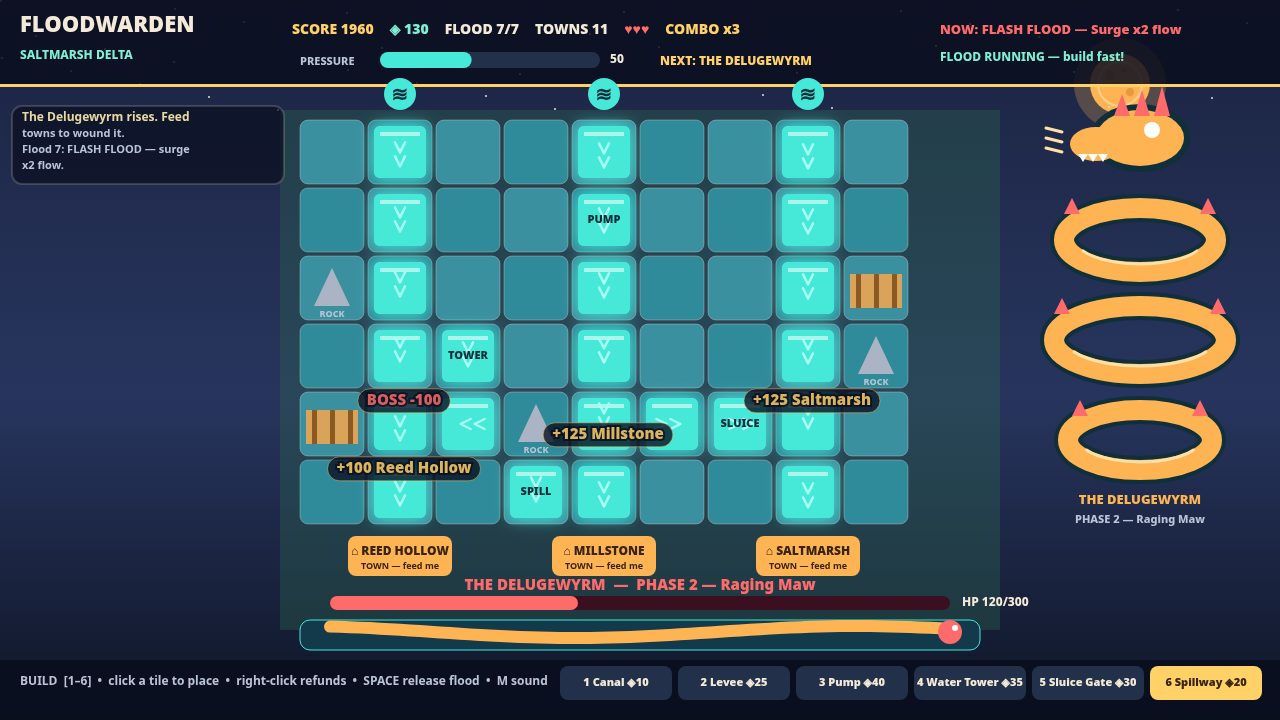 FLOODWARDEN
SALTMARSH DELTA
SCORE 1960 ◈ 130 FLOOD 7/7 TOWNS 11 ♥♥♥ COMBO x3
PRESSURE 50 NEXT: THE DELUGEWYRM
NOW: FLASH FLOOD — Surge x2 flow
FLOOD RUNNING — build fast!
The Delugewyrm rises. Feed
towns to wound it.
Flood 7: FLASH FLOOD — surge
x2 flow.
PUMP
ROCK
TOWER
ROCK
BOSS -100
+125 Saltmarsh
SLUICE
+125 Millstone
ROCK
+100 Reed Hollow
SPILL
⌂ REED HOLLOW
TOWN — feed me
⌂ MILLSTONE
TOWN — feed me
⌂ SALTMARSH
TOWN — feed me
THE DELUGEWYRM
PHASE 2 — Raging Maw
THE DELUGEWYRM — PHASE 2 — Raging Maw
HP 120/300
BUILD [1–6] • click a tile to place • right-click refunds • SPACE release flood • M sound
1 Canal ◈10
2 Levee ◈25
3 Pump ◈40
4 Water Tower ◈35
5 Sluice Gate ◈30
6 Spillway ◈20